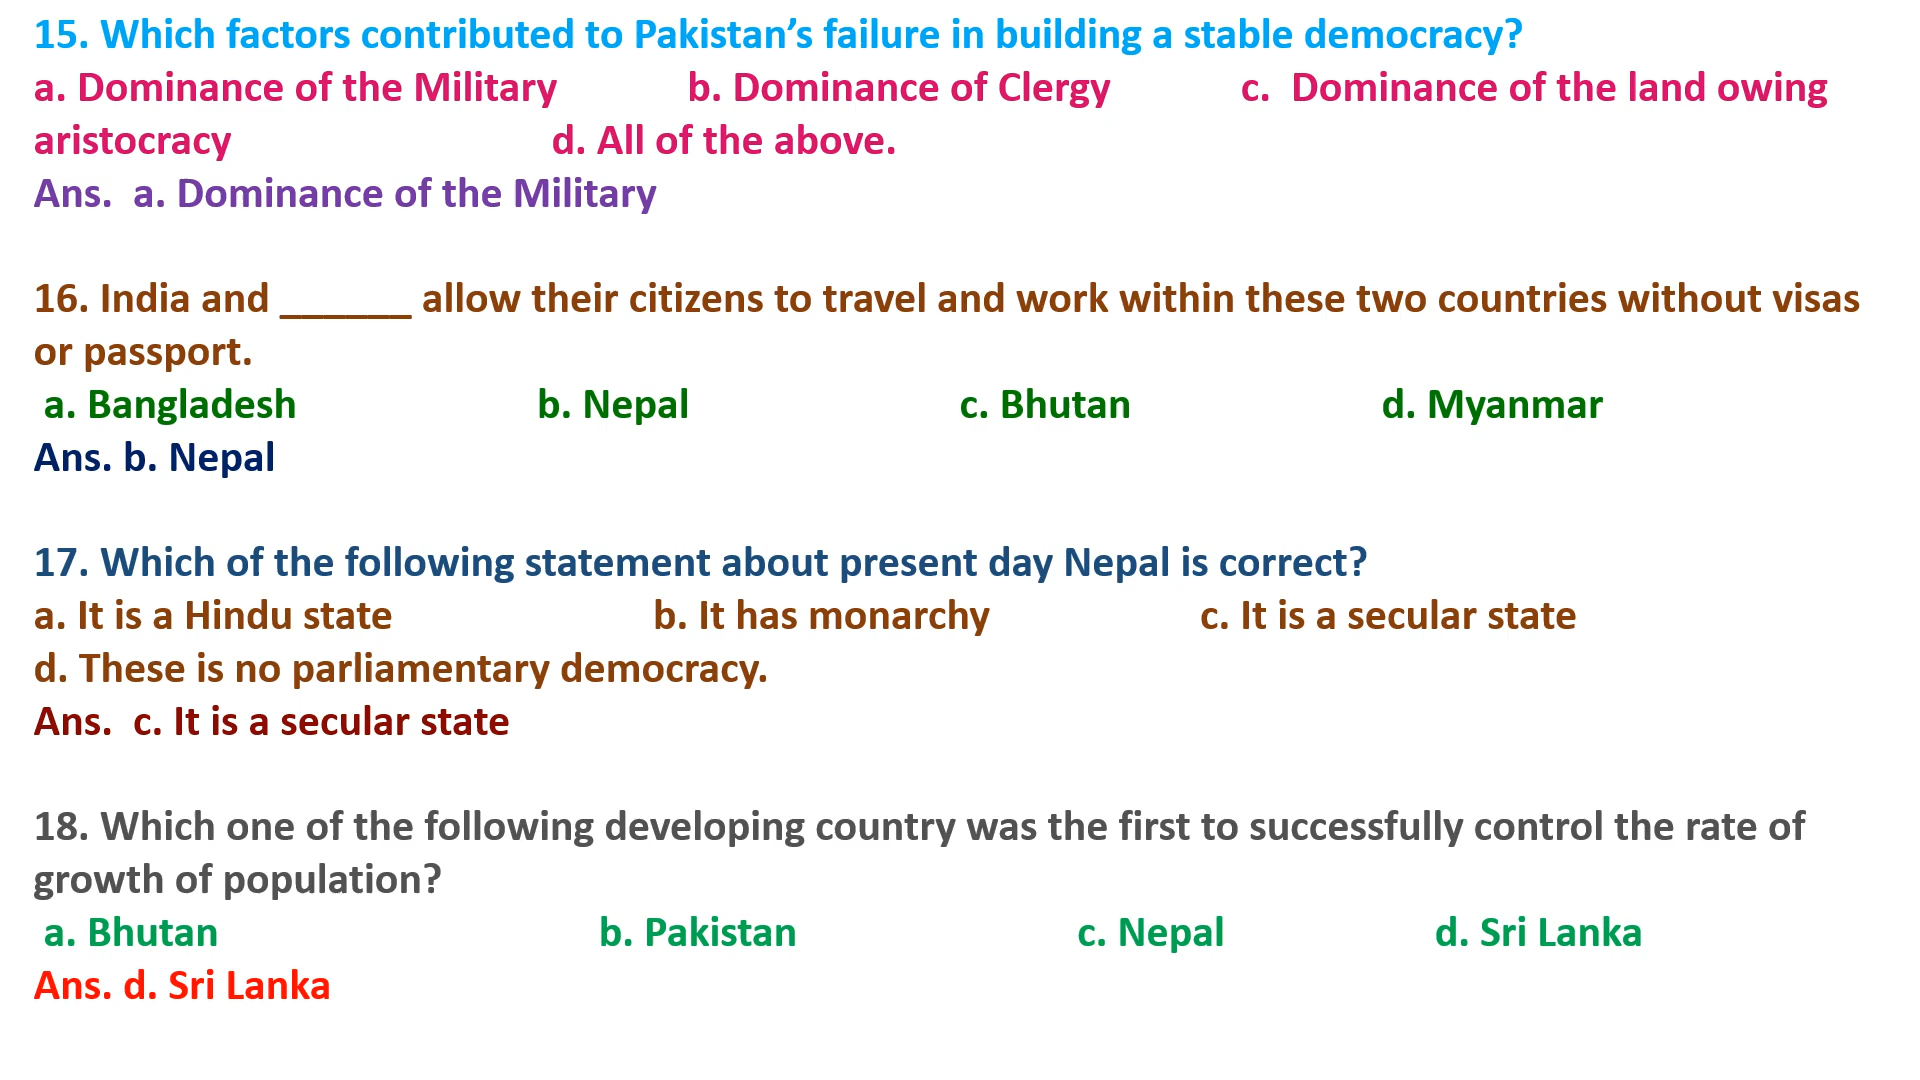 15. Which factors contributed to Pakistan’s failure in building a stable democracy?
a. Dominance of the Military b. Dominance of Clergy c. Dominance of the land owing
aristocracy d. All of the above.
Ans. a. Dominance of the Military
16. India and ______ allow their citizens to travel and work within these two countries without visas
or passport.
a. Bangladesh b. Nepal c. Bhutan d. Myanmar
Ans. b. Nepal
17. Which of the following statement about present day Nepal is correct?
a. It is a Hindu state b. It has monarchy c. It is a secular state
d. These is no parliamentary democracy.
Ans. c. It is a secular state
18. Which one of the following developing country was the first to successfully control the rate of
growth of population?
a. Bhutan b. Pakistan c. Nepal d. Sri Lanka
Ans. d. Sri Lanka